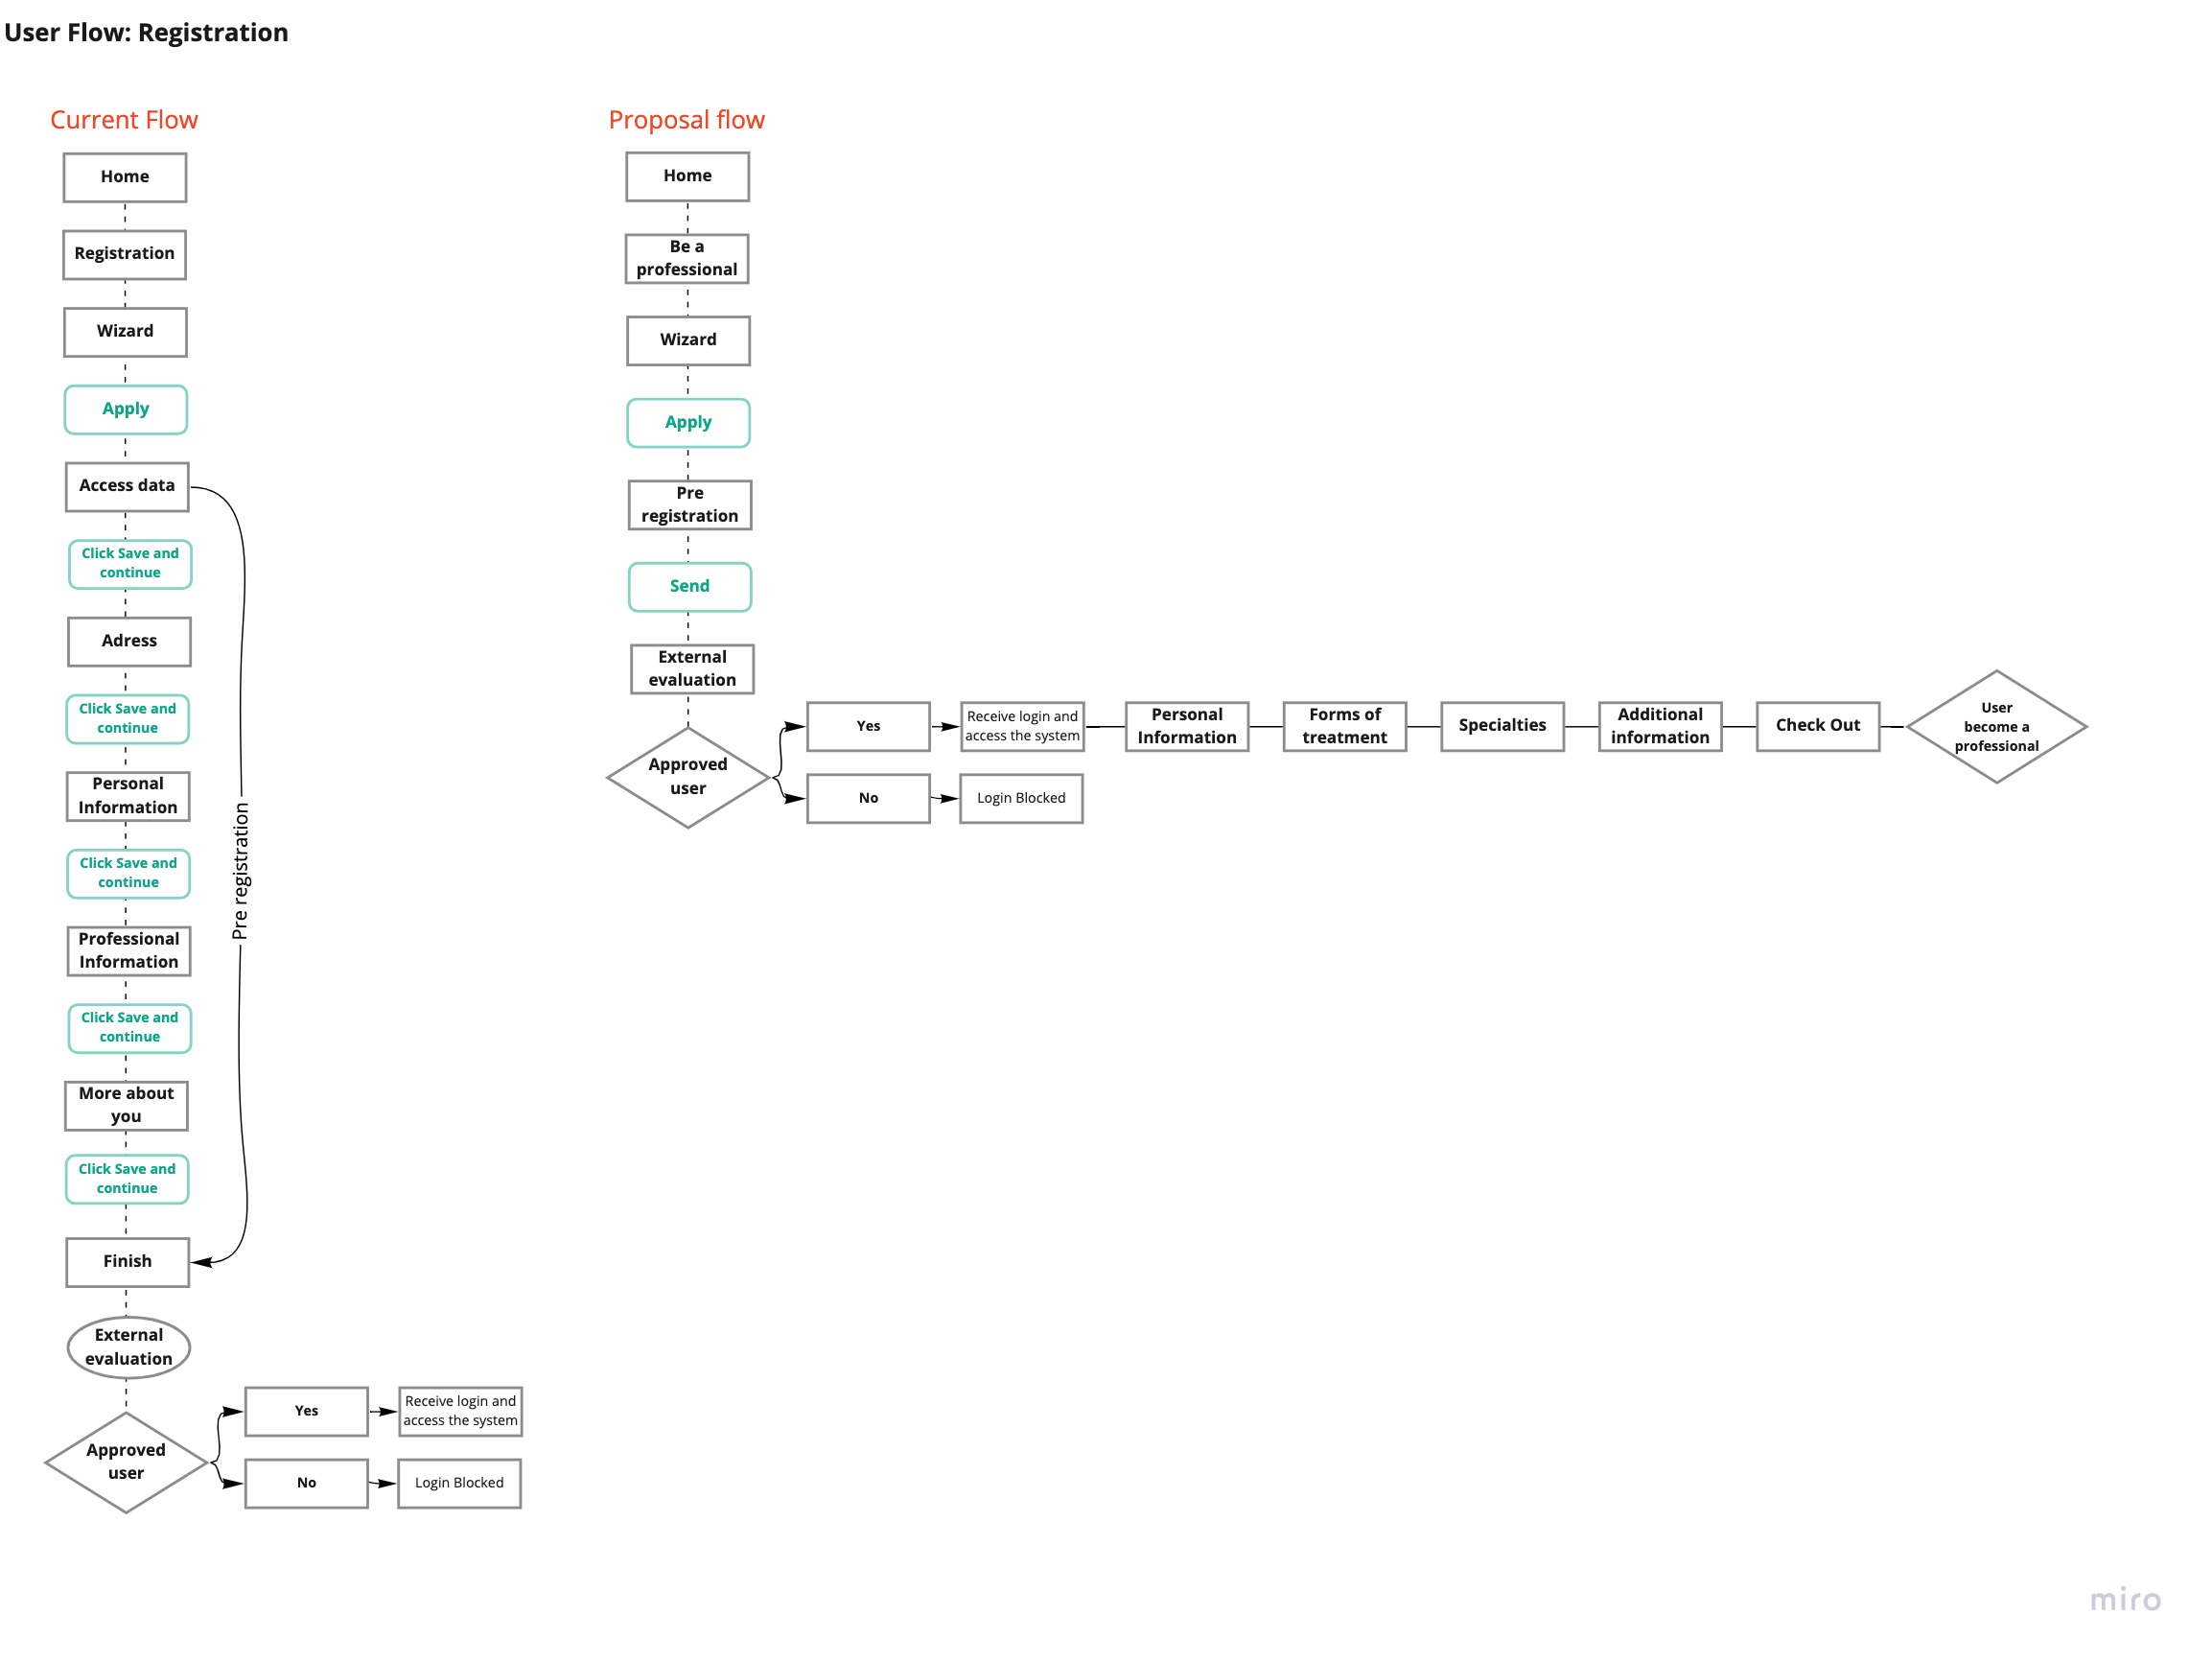 User Flow: Registration
Current Flow
Home
Registration
Wizard
Apply
Access data
Click Save and
continue
Adress
Click Save and
continue
Personal
Information
Click Save and
continue
Professional
Information
Click Save and
continue
More about
you
Click Save and
continue
Finish
Pre registration
External
evaluation
Approved
user
Yes
Receive login and
access the system
No
Login Blocked
Proposal flow
Home
Be a
professional
Wizard
Apply
Pre
registration
Send
External
evaluation
Approved
user
Yes
Receive login and
access the system
Personal
Information
Forms of
treatment
Specialties
Additional
information
Check Out
User
become a
professional
No
Login Blocked
miro